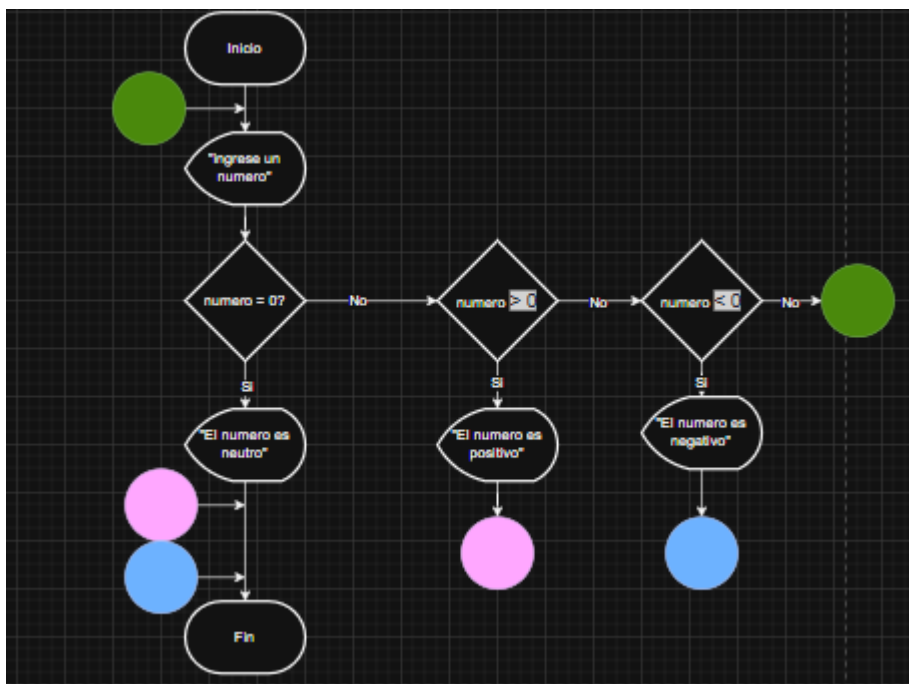 Inicio
"Ingrese un
numero"
numero = 0?
No
numero > 0
No
numero < 0
No
Si
Si
Si
"El numero es
neutro"
"El numero es
positivo"
"El numero es
negativo"
Fin